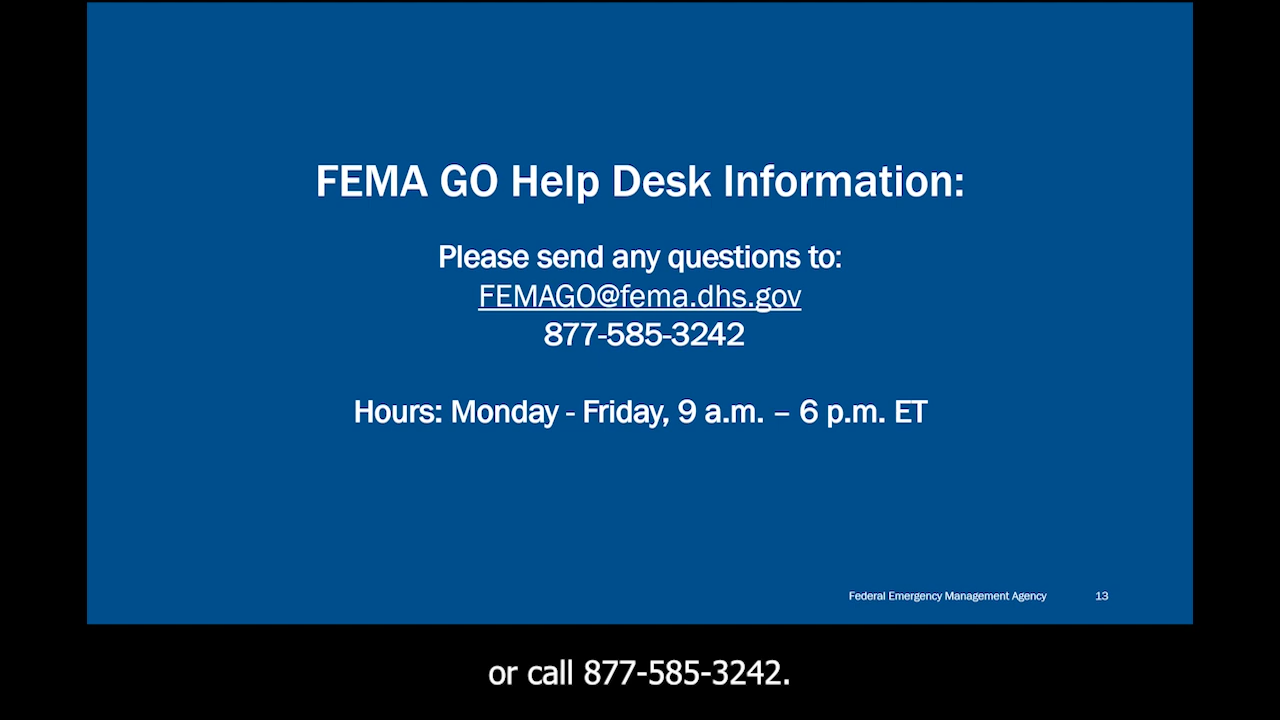 FEMA GO Help Desk Information:
Please send any questions to:
FEMAGO@fema.dhs.gov
877-585-3242
Hours: Monday - Friday, 9 a.m. – 6 p.m. ET
Federal Emergency Management Agency 13
or call 877-585-3242.